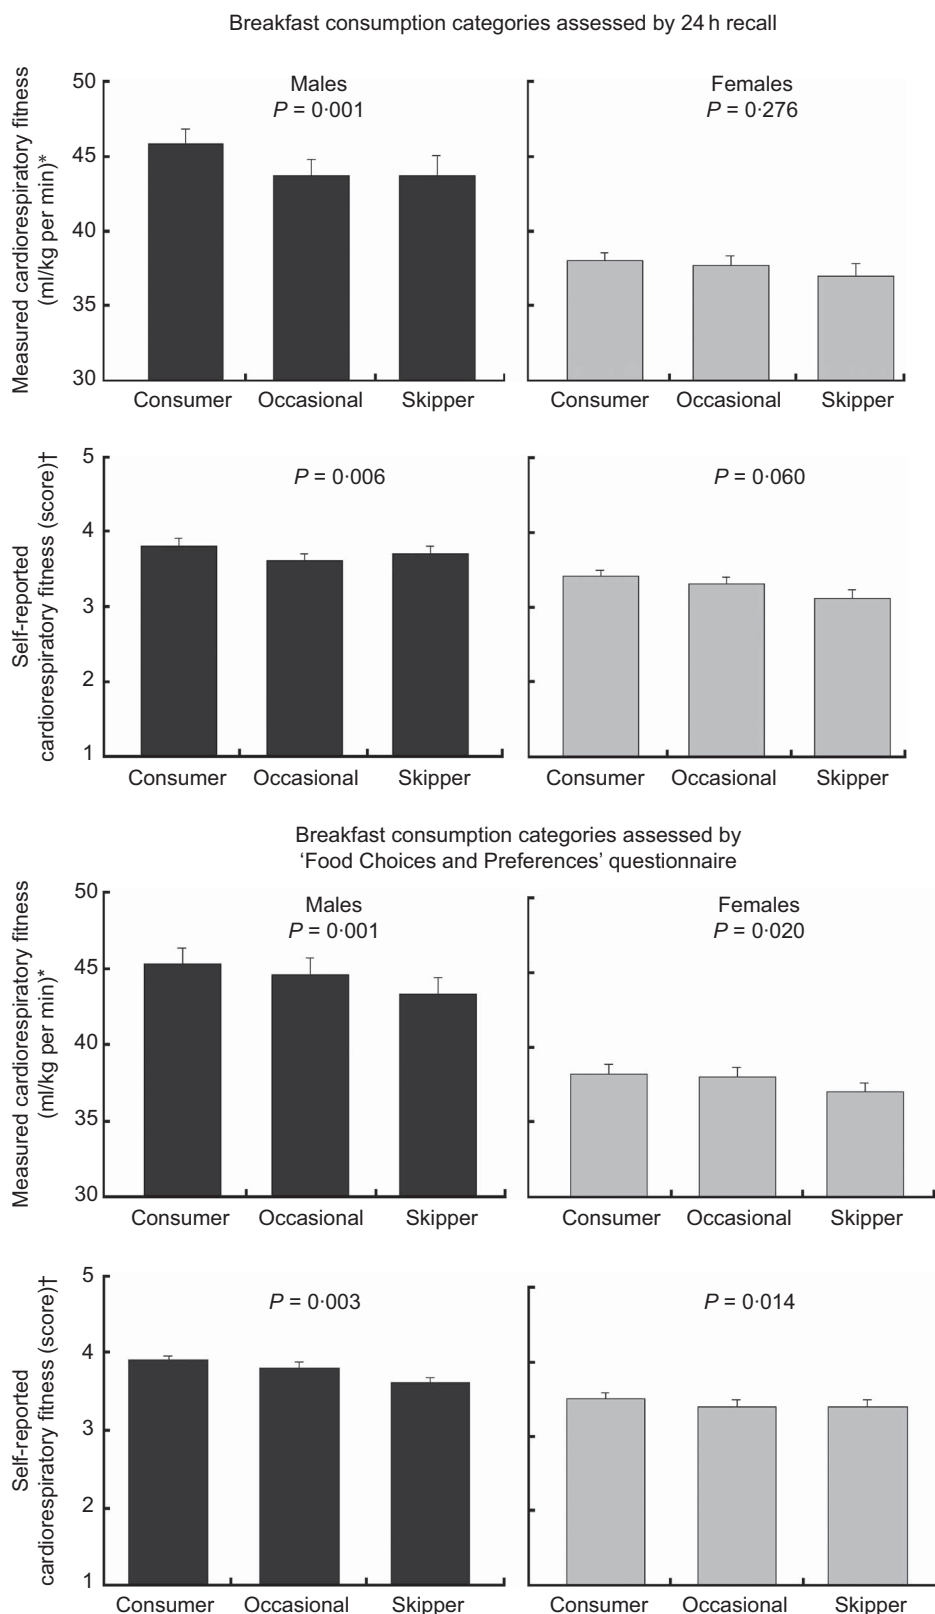 Breakfast consumption categories assessed by 24 h recall
Measured cardiorespiratory fitness
(ml/kg per min)*
50
45
40
35
30
Males
P = 0·001
Consumer Occasional Skipper
Females
P = 0·276
Consumer Occasional Skipper
Self-reported
cardiorespiratory fitness (score)†
5
4
3
2
1
P = 0·006
Consumer Occasional Skipper
P = 0·060
Consumer Occasional Skipper
Breakfast consumption categories assessed by
‘Food Choices and Preferences’ questionnaire
Measured cardiorespiratory fitness
(ml/kg per min)*
50
45
40
35
30
Males
P = 0·001
Consumer Occasional Skipper
Females
P = 0·020
Consumer Occasional Skipper
Self-reported
cardiorespiratory fitness (score)†
5
4
3
2
1
P = 0·003
Consumer Occasional Skipper
P = 0·014
Consumer Occasional Skipper